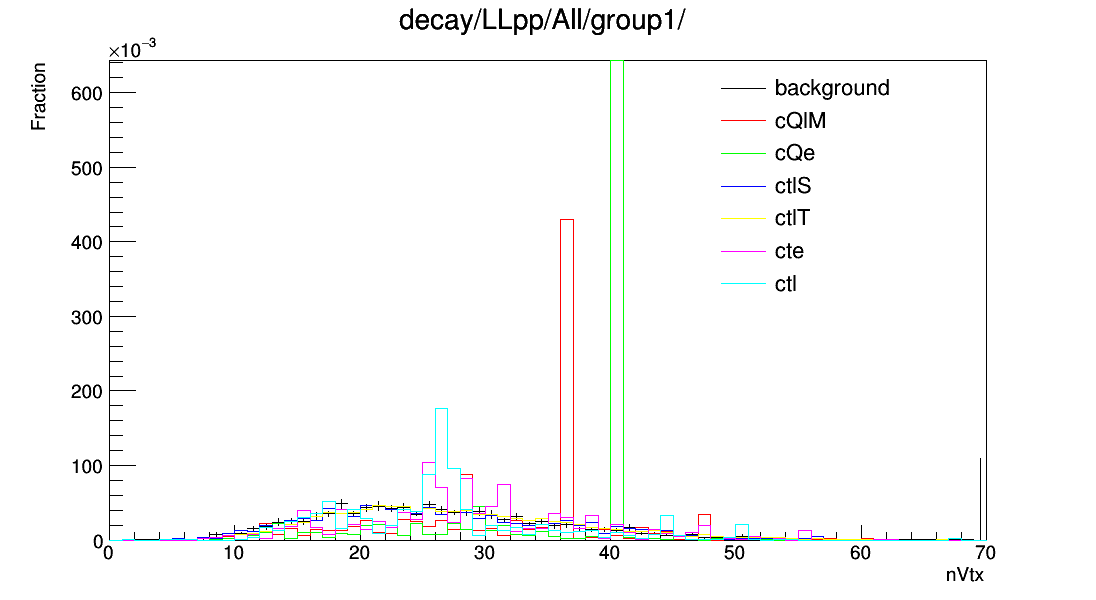 decay/LLpp/All/group1/
×10⁻³
Fraction
600
500
400
300
200
100
0
background
cQlM
cQe
ctlS
ctlT
cte
ctl
0 10 20 30 40 50 60 70
nVtx